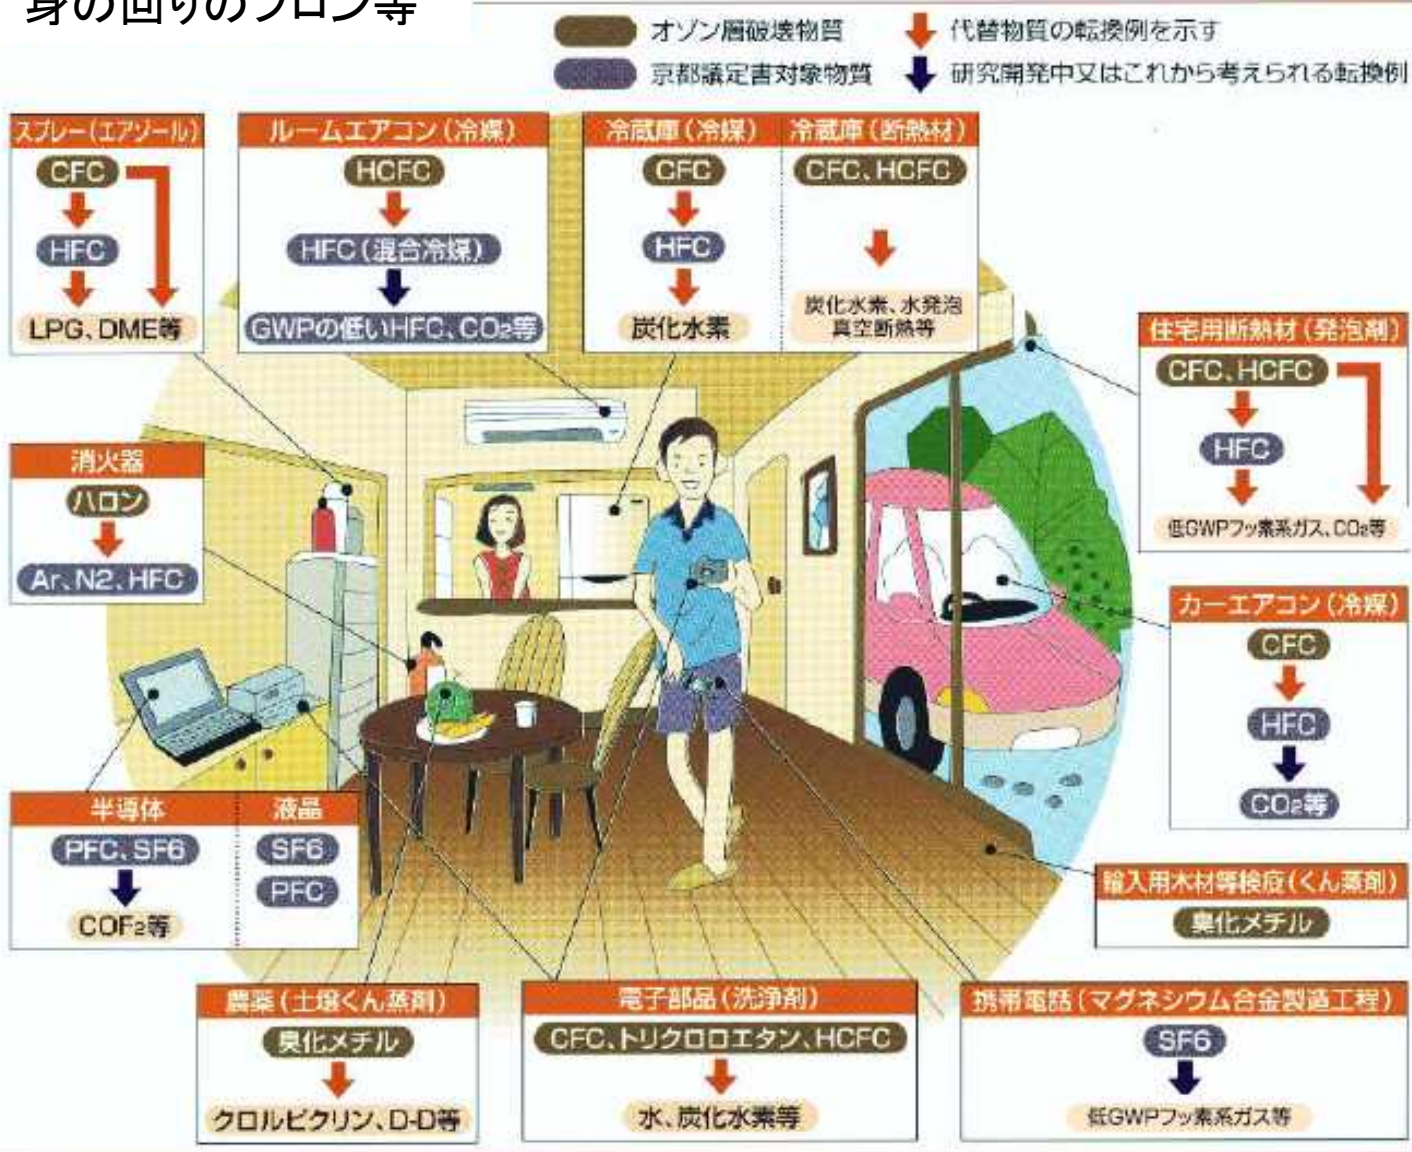 身の回りのフロン等
オゾン層破壊物質
代替物質の転換例を示す
京都議定書対象物質
研究開発中又はこれから考えられる転換例
スプレー(エアゾール)
CFC
HFC
LPG、DME等
ルームエアコン(冷媒)
HCFC
HFC(混合冷媒)
GWPの低いHFC、CO2等
冷蔵庫(冷媒)
CFC
HFC
炭化水素
冷蔵庫(断熱材)
CFC、HCFC
炭化水素、水発泡
真空断熱等
住宅用断熱材(発泡剤)
CFC、HCFC
HFC
低GWPフッ素系ガス、CO2等
消火器
ハロン
Ar、N2、HFC
カーエアコン(冷媒)
CFC
HFC
CO2等
半導体
PFC、SF6
COF2等
液晶
SF6
PFC
輸入用木材等検疫(くん蒸剤)
臭化メチル
農薬(土壌くん蒸剤)
臭化メチル
クロルピクリン、D-D等
電子部品(洗浄剤)
CFC、トリクロロエタン、HCFC
水、炭化水素等
携帯電話(マグネシウム合金製造工程)
SF6
低GWPフッ素系ガス等